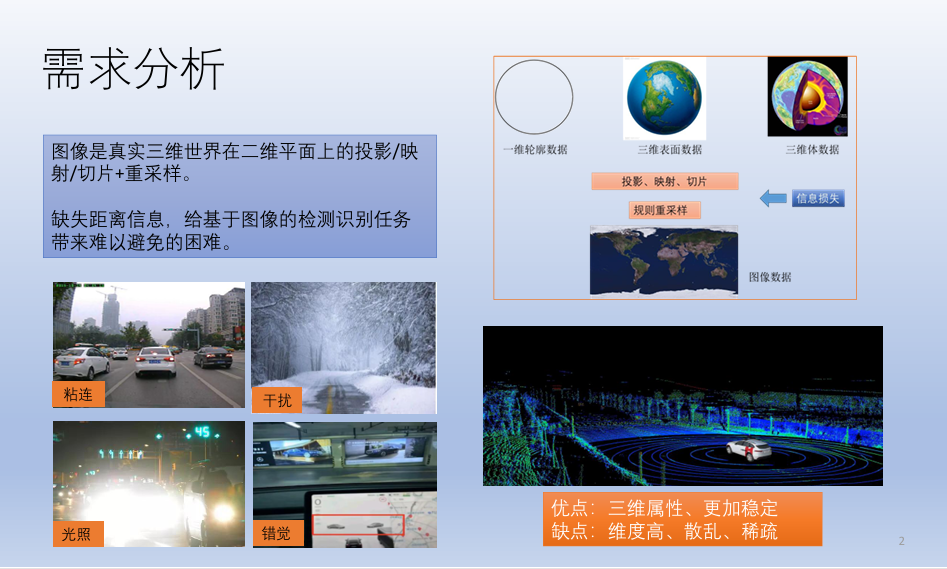 需求分析
图像是真实三维世界在二维平面上的投影/映
射/切片+重采样。
缺失距离信息，给基于图像的检测识别任务
带来难以避免的困难。
粘连
干扰
45
光照
错觉
一维轮廓数据
三维表面数据
三维体数据
投影、映射、切片
信息损失
规则重采样
图像数据
优点：三维属性、更加稳定
缺点：维度高、散乱、稀疏
2